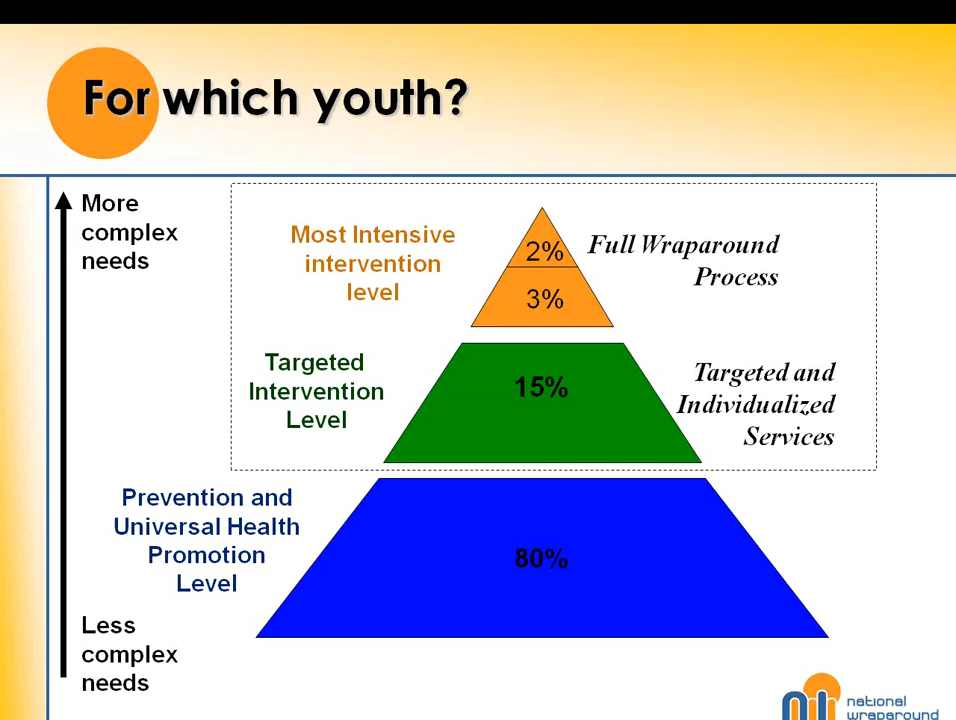 For which youth?
More
complex
needs
Most Intensive
intervention
level
2%
3%
Full Wraparound
Process
Targeted
Intervention
Level
15%
Targeted and
Individualized
Services
Prevention and
Universal Health
Promotion
Level
80%
Less
complex
needs
national
wraparound